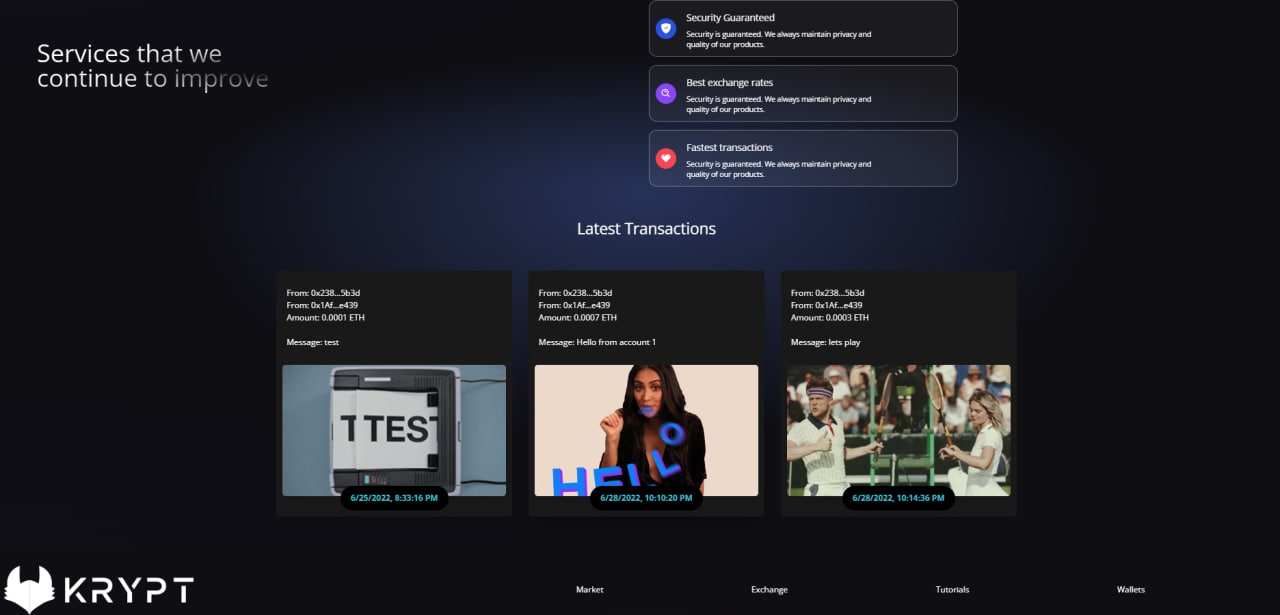 Services that we
continue to improve
Security Guaranteed
Security is guaranteed. We always maintain privacy and
quality of our products.
Best exchange rates
Security is guaranteed. We always maintain privacy and
quality of our products.
Fastest transactions
Security is guaranteed. We always maintain privacy and
quality of our products.
Latest Transactions
From: 0x238...5b3d
From: 0x1Af...e439
Amount: 0.0001 ETH
Message: test
T TEST
6/25/2022, 8:33:16 PM
From: 0x238...5b3d
From: 0x1Af...e439
Amount: 0.0007 ETH
Message: Hello from account 1
HELLO
6/28/2022, 10:10:20 PM
From: 0x238...5b3d
From: 0x1Af...e439
Amount: 0.0003 ETH
Message: lets play
6/28/2022, 10:14:36 PM
KRYPT
Market
Exchange
Tutorials
Wallets